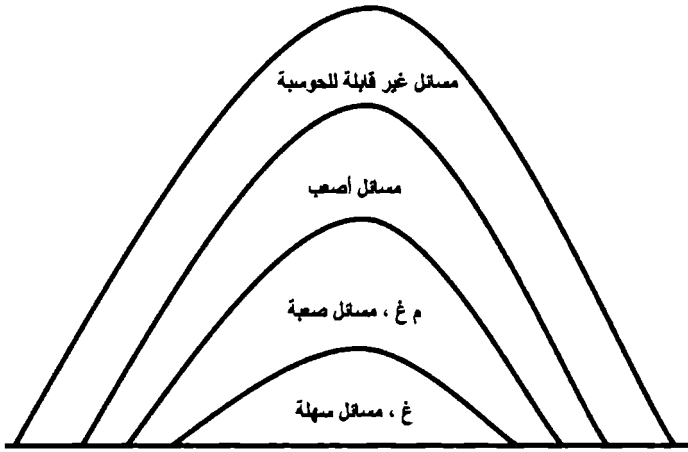 مسائل غير قابلة للحوسبة
مسائل أصعب
م غ ، مسائل صعبة
غ ، مسائل سهلة